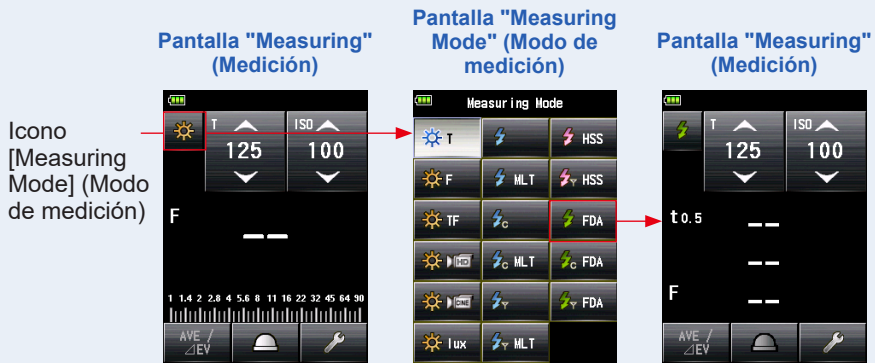 Pantalla "Measuring"
(Medición)
Pantalla "Measuring
Mode" (Modo de
medición)
Pantalla "Measuring"
(Medición)
Icono
[Measuring
Mode] (Modo
de medición)
T
125
ISO
100
F
-- 
1 1.4 2 2.8 4 5.6 8 11 16 22 32 45 64 90
AVE /
⊿EV
Measuring Mode
T
HSS
F
MLT
HSS
TF
C
FDA
HD
C MLT
C FDA
CINE
FDA
lux
MLT
T
125
ISO
100
t0.5
--
--
F
--
AVE /
⊿EV